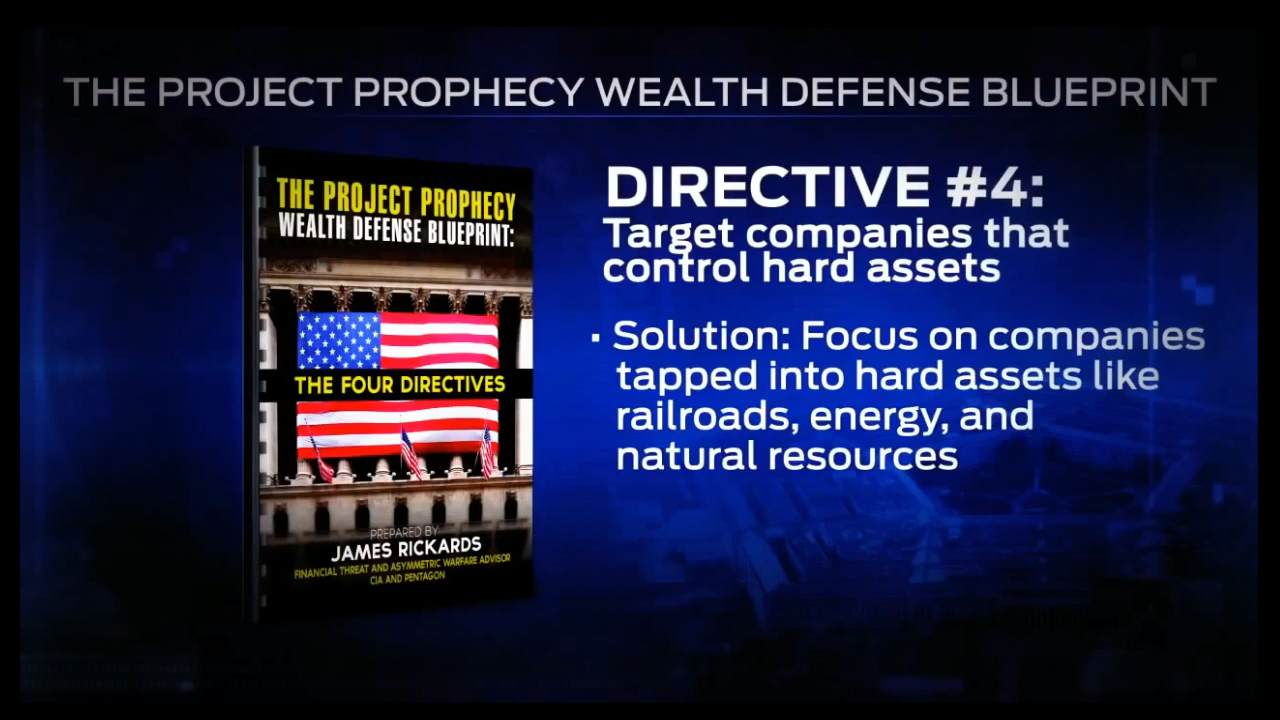 THE PROJECT PROPHECY WEALTH DEFENSE BLUEPRINT
THE PROJECT PROPHECY
WEALTH DEFENSE BLUEPRINT:
THE FOUR DIRECTIVES
PREPARED BY
JAMES RICKARDS
FINANCIAL THREAT AND ASYMMETRIC WARFARE ADVISOR
CIA AND PENTAGON
DIRECTIVE #4:
Target companies that
control hard assets
▪ Solution: Focus on companies
tapped into hard assets like
railroads, energy, and
natural resources